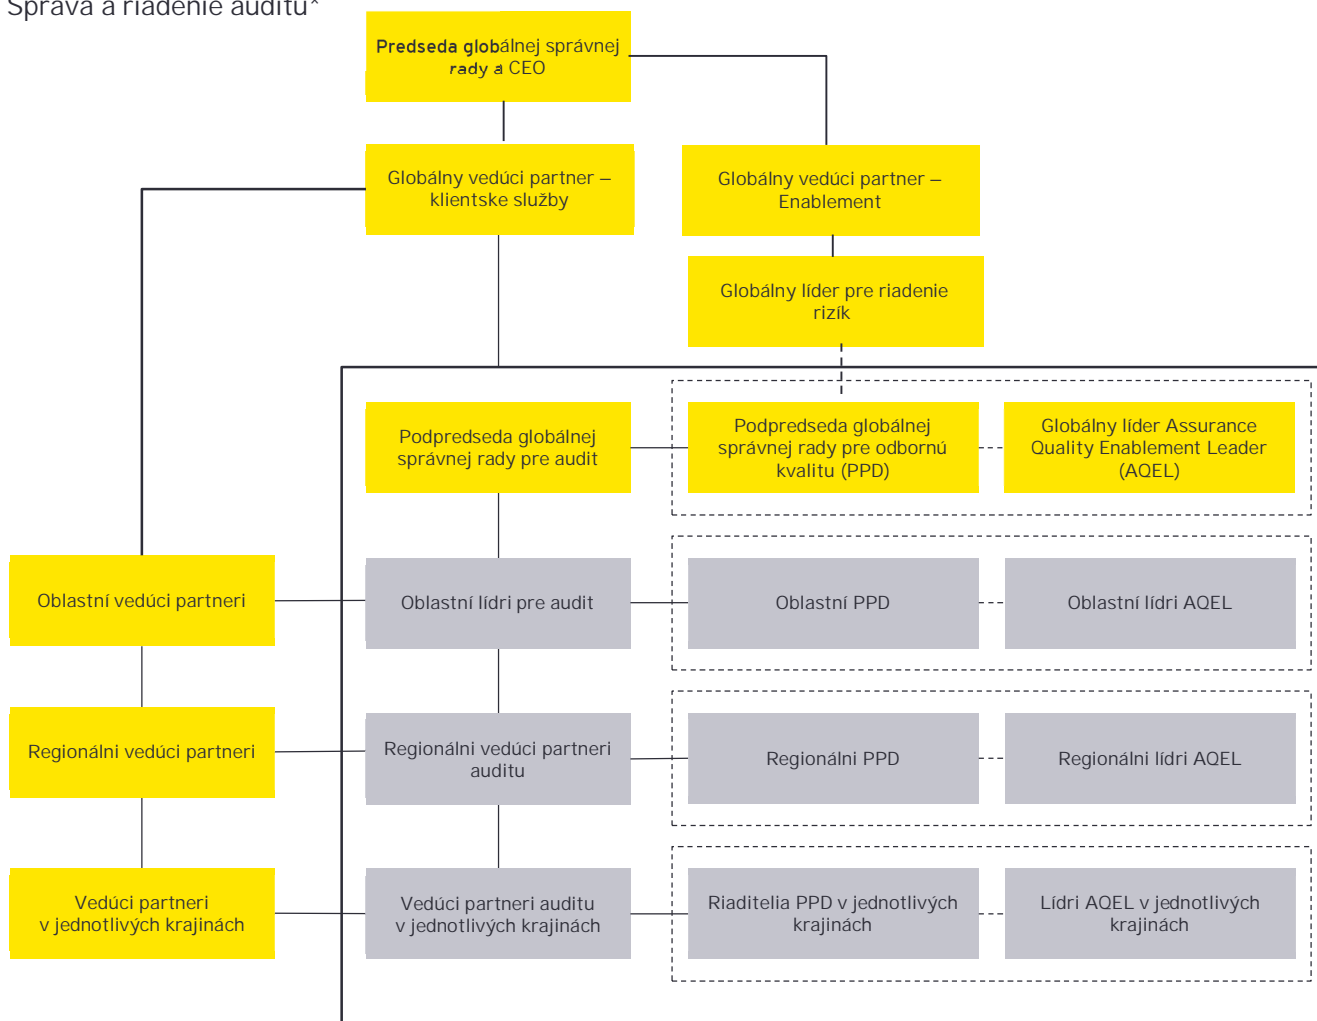 Správa a riadenie auditu*
Predseda globálnej správnej
rady a CEO
Globálny vedúci partner –
klientske služby
Globálny vedúci partner –
Enablement
Globálny líder pre riadenie
rizík
Podpredseda globálnej
správnej rady pre audit
Podpredseda globálnej
správnej rady pre odbornú
kvalitu (PPD)
Globálny líder Assurance
Quality Enablement Leader
(AQEL)
Oblastní vedúci partneri
Oblastní lídri pre audit
Oblastní PPD
Oblastní lídri AQEL
Regionálni vedúci partneri
Regionálni vedúci partneri
auditu
Regionálni PPD
Regionálni lídri AQEL
Vedúci partneri
v jednotlivých krajinách
Vedúci partneri auditu
v jednotlivých krajinách
Riaditelia PPD v jednotlivých
krajinách
Lídri AQEL v jednotlivých
krajinách